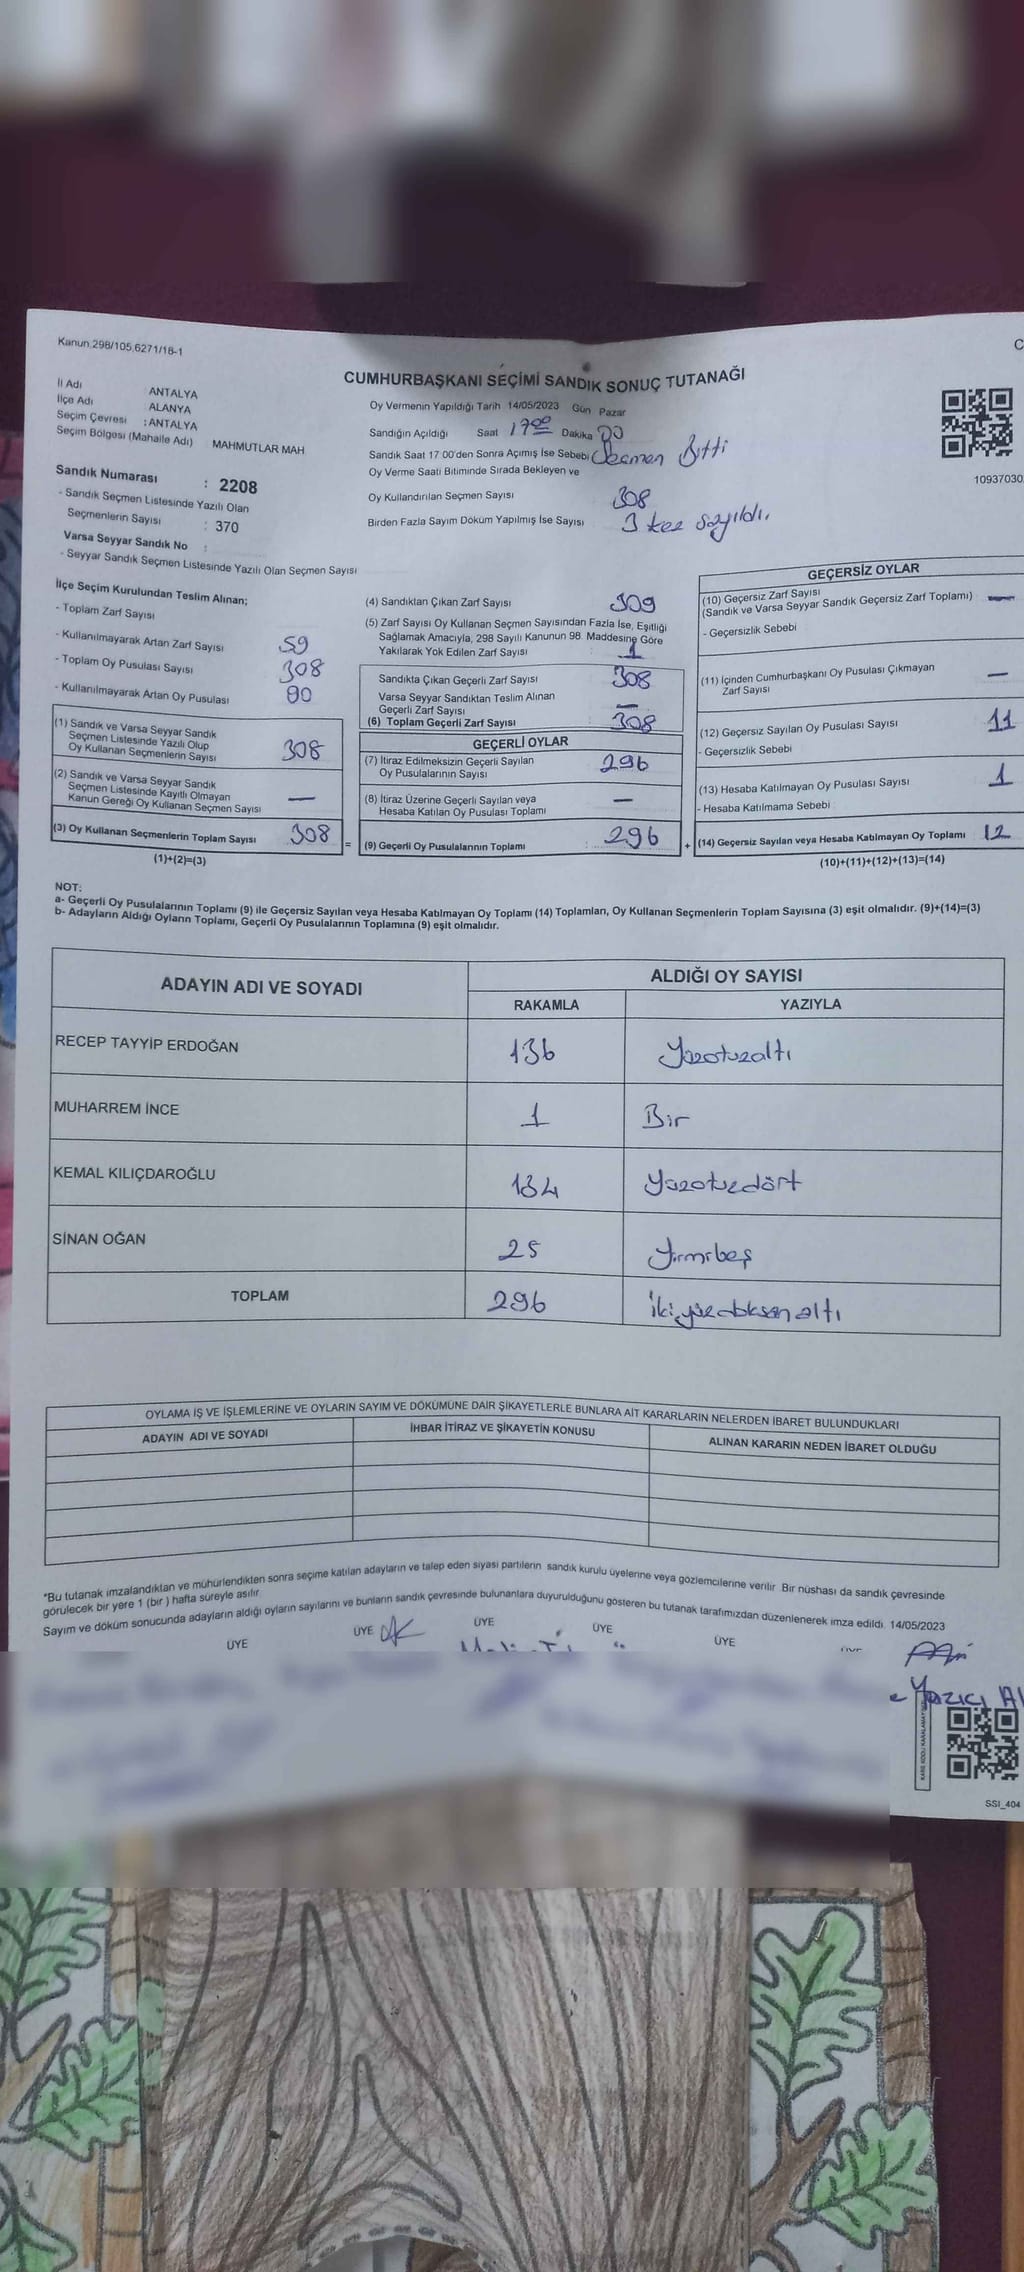 Kanun.298/105,6271/18-1
C
CUMHURBAŞKANI SEÇİMİ SANDIK SONUÇ TUTANAĞI
İl Adı ANTALYA
İlçe Adı ALANYA
Seçim Çevresi : ANTALYA
Seçim Bölgesi (Mahalle Adı) MAHMUTLAR MAH
Sandık Numarası : 2208
- Sandık Seçmen Listesinde Yazılı Olan
Seçmenlerin Sayısı : 370
Varsa Seyyar Sandık No :
- Seyyar Sandık Seçmen Listesinde Yazılı Olan Seçmen Sayısı
Oy Vermenin Yapıldığı Tarih 14/05/2023 Gün Pazar
Sandığın Açıldığı Saat 17 00 Dakika 00
Sandık Saat 17 00'den Sonra Açımış İse Sebebi Seçmen Bitti
Oy Verme Saati Bitiminde Sırada Bekleyen ve
Oy Kullandırılan Seçmen Sayısı 308
Birden Fazla Sayım Döküm Yapılmış İse Sayısı 3 kez sayıldı.
10937030
İlçe Seçim Kurulundan Teslim Alınan;
- Toplam Zarf Sayısı
- Kullanılmayarak Artan Zarf Sayısı 59
- Toplam Oy Pusulası Sayısı 308
- Kullanılmayarak Artan Oy Pusulası 90
(1) Sandık ve Varsa Seyyar Sandık
Seçmen Listesinde Yazılı Olup
Oy Kullanan Seçmenlerin Sayısı 308
(2) Sandık ve Varsa Seyyar Sandık
Seçmen Listesinde Kayıtlı Olmayan
Kanun Gereği Oy Kullanan Seçmen Sayısı —
(3) Oy Kullanan Seçmenlerin Toplam Sayısı 308 =
(1)+(2)=(3)
(4) Sandıktan Çıkan Zarf Sayısı 309
(5) Zarf Sayısı Oy Kullanan Seçmen Sayısından Fazla İse, Eşitliği
Sağlamak Amacıyla, 298 Sayılı Kanunun 98. Maddesine Göre
Yakılarak Yok Edilen Zarf Sayısı : 1
Sandıkta Çıkan Geçerli Zarf Sayısı 308
Varsa Seyyar Sandıktan Teslim Alınan
Geçerli Zarf Sayısı —
(6) Toplam Geçerli Zarf Sayısı 308
GEÇERLİ OYLAR
(7) İtiraz Edilmeksizin Geçerli Sayılan
Oy Pusulalarının Sayısı 296
(8) İtiraz Üzerine Geçerli Sayılan veya
Hesaba Katılan Oy Pusulası Toplamı —
(9) Geçerli Oy Pusulalarının Toplamı 296 +
GEÇERSİZ OYLAR
(10) Geçersiz Zarf Sayısı
(Sandık ve Varsa Seyyar Sandık Geçersiz Zarf Toplamı) —
- Geçersizlik Sebebi
(11) İçinden Cumhurbaşkanı Oy Pusulası Çıkmayan
Zarf Sayısı —
(12) Geçersiz Sayılan Oy Pusulası Sayısı 11
- Geçersizlik Sebebi
(13) Hesaba Katılmayan Oy Pusulası Sayısı 1
- Hesaba Katılmama Sebebi
(14) Geçersiz Sayılan veya Hesaba Katılmayan Oy Toplamı 12
(10)+(11)+(12)+(13)=(14)
NOT:
a- Geçerli Oy Pusulalarının Toplamı (9) ile Geçersiz Sayılan veya Hesaba Katılmayan Oy Toplamı (14) Toplamları, Oy Kullanan Seçmenlerin Toplam Sayısına (3) eşit olmalıdır. (9)+(14)=(3)
b- Adayların Aldığı Oyların Toplamı, Geçerli Oy Pusulalarının Toplamına (9) eşit olmalıdır.
ADAYIN ADI VE SOYADI
ALDIĞI OY SAYISI
RAKAMLA YAZIYLA
RECEP TAYYİP ERDOĞAN 136 Yüzotuzaltı
MUHARREM İNCE 1 Bir
KEMAL KILIÇDAROĞLU 134 Yüzotuzdört
SİNAN OĞAN 25 Yirmibeş
TOPLAM 296 ikiyüzdoksanaltı
OYLAMA İŞ VE İŞLEMLERİNE VE OYLARIN SAYIM VE DÖKÜMÜNE DAİR ŞİKAYETLERLE BUNLARA AİT KARARLARIN NELERDEN İBARET BULUNDUKLARI
ADAYIN ADI VE SOYADI İHBAR İTİRAZ VE ŞİKAYETİN KONUSU ALINAN KARARIN NEDEN İBARET OLDUĞU
*Bu tutanak imzalandıktan ve mühürlendikten sonra seçime katılan adayların ve talep eden siyasi partilerin sandık kurulu üyelerine veya gözlemcilerine verilir. Bir nüshası da sandık çevresinde
görülecek bir yere 1 (bir) hafta süreyle asılır.
Sayım ve döküm sonucunda adayların aldığı oyların sayılarını ve bunların sandık çevresinde bulunanlara duyurulduğunu gösteren bu tutanak tarafımızdan düzenlenerek imza edildi. 14/05/2023
ÜYE ÜYE ÜYE ÜYE ÜYE
Yazıcı
SSI_404